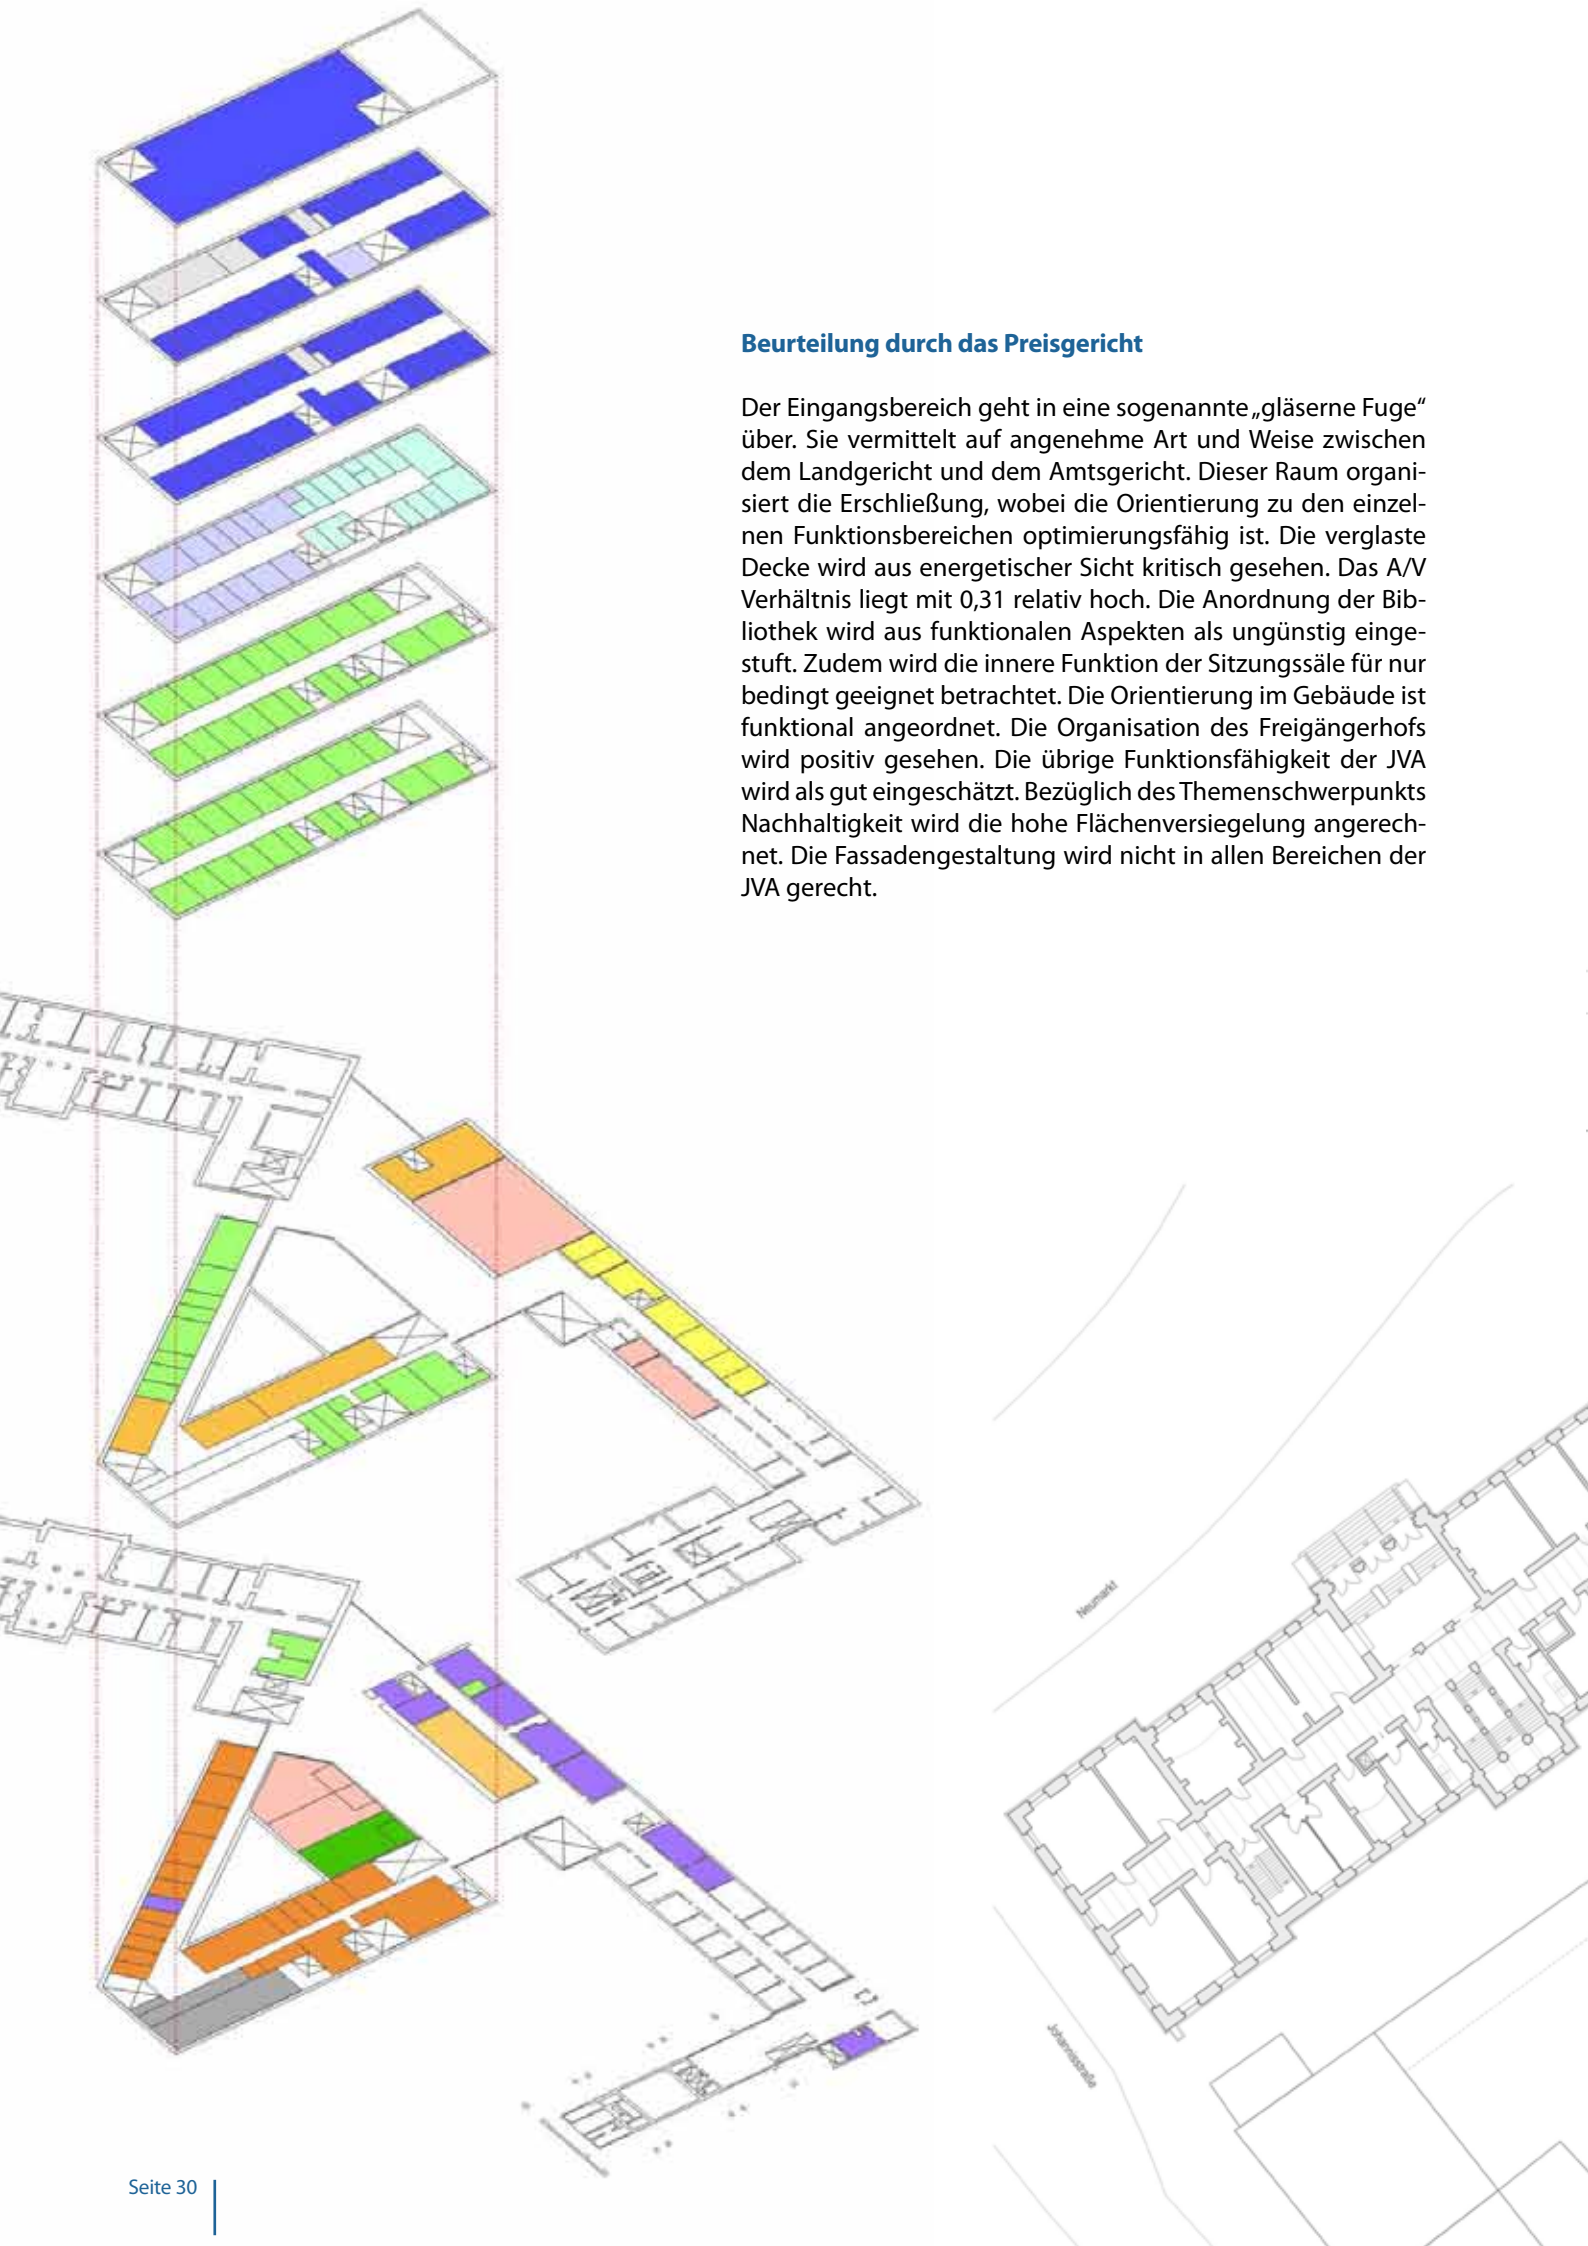 Beurteilung durch das Preisgericht
Der Eingangsbereich geht in eine sogenannte „gläserne Fuge“
über. Sie vermittelt auf angenehme Art und Weise zwischen
dem Landgericht und dem Amtsgericht. Dieser Raum organi-
siert die Erschließung, wobei die Orientierung zu den einzel-
nen Funktionsbereichen optimierungsfähig ist. Die verglaste
Decke wird aus energetischer Sicht kritisch gesehen. Das A/V
Verhältnis liegt mit 0,31 relativ hoch. Die Anordnung der Bib-
liothek wird aus funktionalen Aspekten als ungünstig einge-
stuft. Zudem wird die innere Funktion der Sitzungssäle für nur
bedingt geeignet betrachtet. Die Orientierung im Gebäude ist
funktional angeordnet. Die Organisation des Freigängerhofs
wird positiv gesehen. Die übrige Funktionsfähigkeit der JVA
wird als gut eingeschätzt. Bezüglich des Themenschwerpunkts
Nachhaltigkeit wird die hohe Flächenversiegelung angerech-
net. Die Fassadengestaltung wird nicht in allen Bereichen der
JVA gerecht.
Neumarkt
Johannisstraße
Seite 30